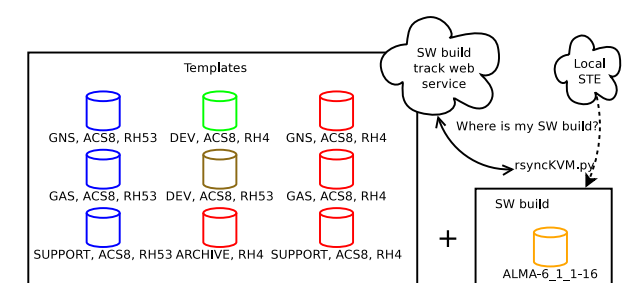 SW build
track web
service
Local
STE
Templates
Where is my SW build?
GNS, ACS8, RH53
DEV, ACS8, RH4
GNS, ACS8, RH4
rsyncKVM.py
GAS, ACS8, RH53
DEV, ACS8, RH53
GAS, ACS8, RH4
SW build
+
SUPPORT, ACS8, RH53
ARCHIVE, RH4
SUPPORT, ACS8, RH4
ALMA-6_1_1-16